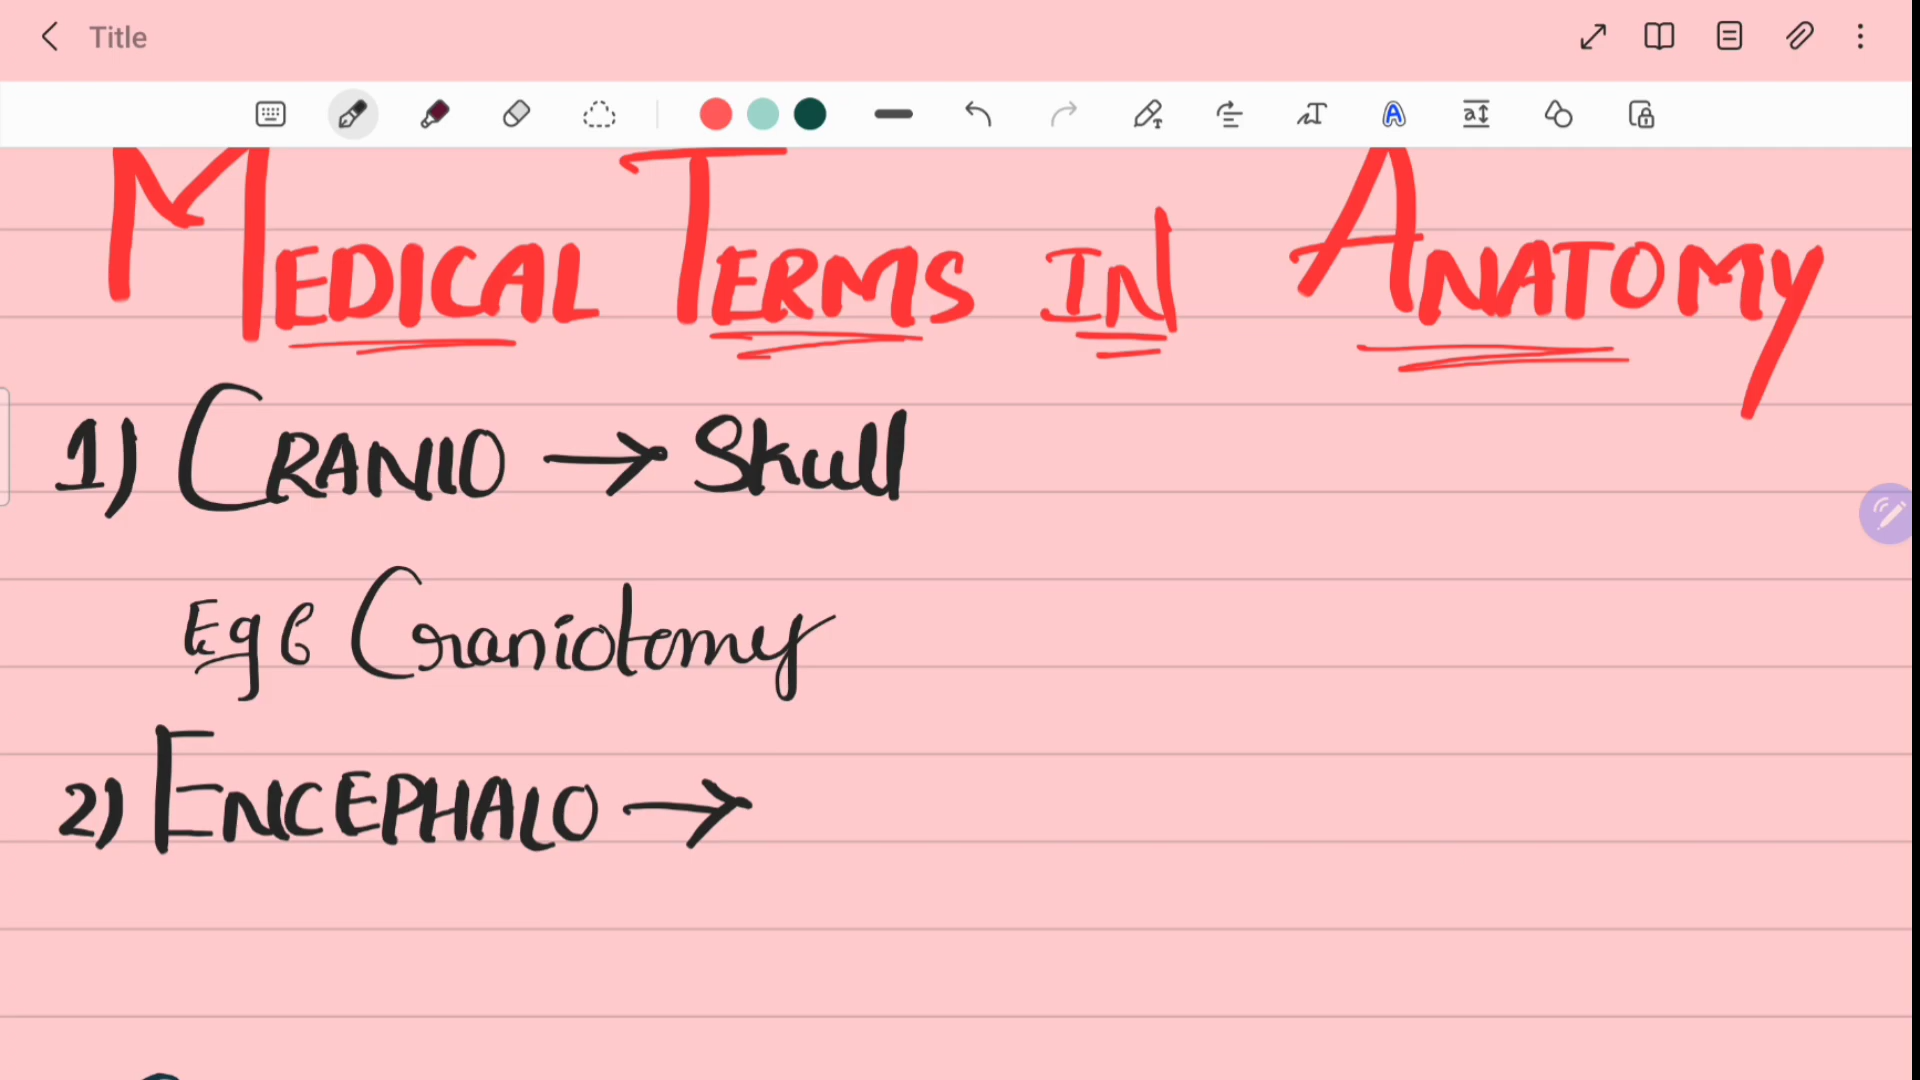 Title
MEDICAL TERMS IN ANATOMY
1) CRANIO → Skull
Eg: Craniotomy
2) ENCEPHALO →